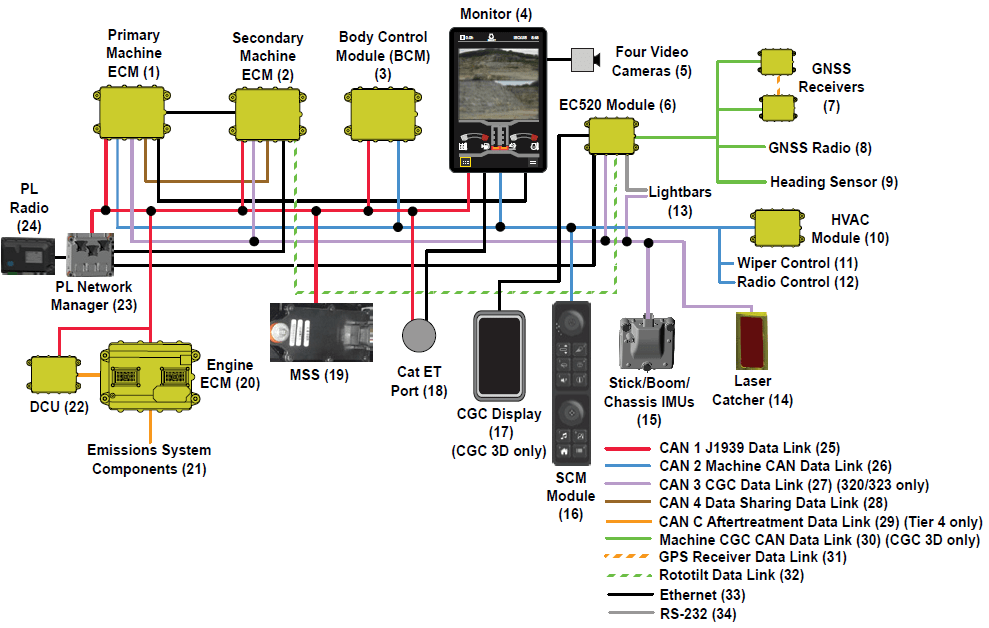 Monitor (4)
Primary
Machine
ECM (1)
Secondary
Machine
ECM (2)
Body Control
Module (BCM)
(3)
Four Video
Cameras (5)
EC520 Module (6)
GNSS
Receivers
(7)
GNSS Radio (8)
Heading Sensor (9)
Lightbars
(13)
PL
Radio
(24)
HVAC
Module (10)
Wiper Control (11)
Radio Control (12)
PL Network
Manager (23)
Engine
ECM (20)
MSS (19)
Cat ET
Port (18)
CGC Display
(17)
(CGC 3D only)
Stick/Boom/
Chassis IMUs
(15)
Laser
Catcher (14)
DCU (22)
Emissions System
Components (21)
SCM
Module
(16)
CAN 1 J1939 Data Link (25)
CAN 2 Machine CAN Data Link (26)
CAN 3 CGC Data Link (27) (320/323 only)
CAN 4 Data Sharing Data Link (28)
CAN C Aftertreatment Data Link (29) (Tier 4 only)
Machine CGC CAN Data Link (30) (CGC 3D only)
GPS Receiver Data Link (31)
Rototilt Data Link (32)
Ethernet (33)
RS-232 (34)